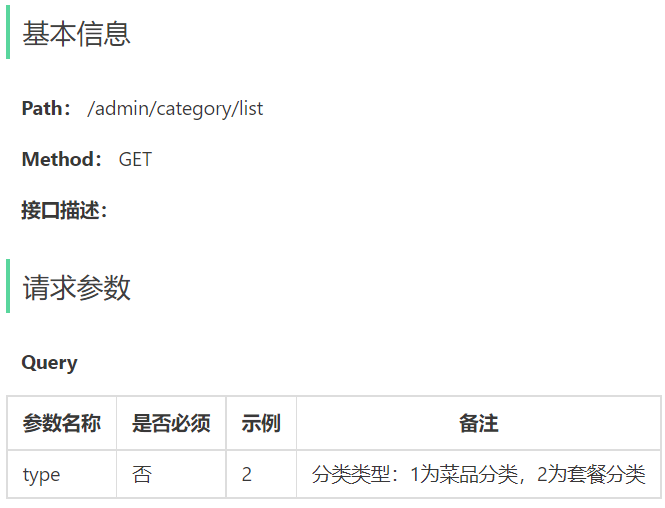 基本信息
Path： /admin/category/list
Method： GET
接口描述：
请求参数
Query
参数名称 是否必须 示例 备注
type 否 2 分类类型：1为菜品分类，2为套餐分类